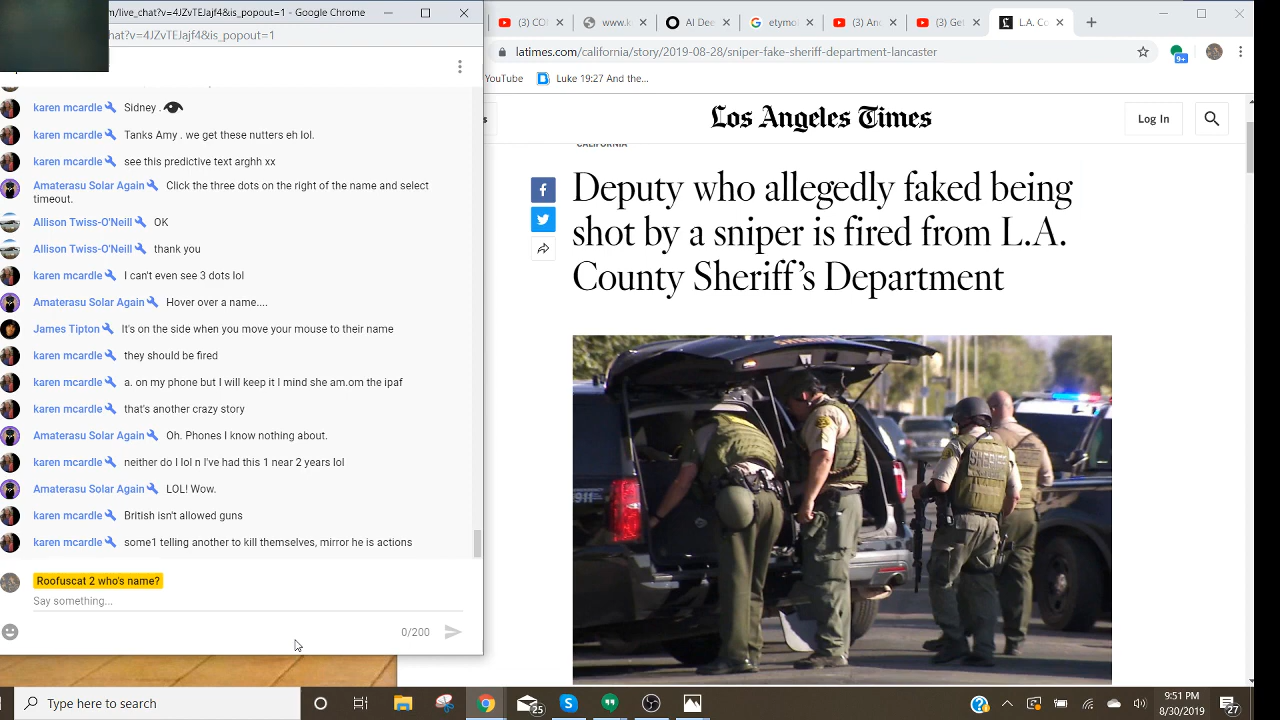 m/live_chat?v=4JZvTEJajf4&is_popout=1 - Google Chrome
hat?v=4JZvTEJajf4&is_popout=1
karen mcardle Sidney .
karen mcardle Tanks Amy . we get these nutters eh lol.
karen mcardle see this predictive text arghh xx
Amaterasu Solar Again Click the three dots on the right of the name and select
timeout.
Allison Twiss-O'Neill OK
Allison Twiss-O'Neill thank you
karen mcardle I can't even see 3 dots lol
Amaterasu Solar Again Hover over a name....
James Tipton It's on the side when you move your mouse to their name
karen mcardle they should be fired
karen mcardle a. on my phone but I will keep it I mind she am.om the ipaf
karen mcardle that's another crazy story
Amaterasu Solar Again Oh. Phones I know nothing about.
karen mcardle neither do I lol n I've had this 1 near 2 years lol
Amaterasu Solar Again LOL! Wow.
karen mcardle British isn't allowed guns
karen mcardle some1 telling another to kill themselves, mirror he is actions
Roofuscat 2 who's name?
Say something...
0/200
(3) CC
www.k
AI Dee
etymo
(3) And
(3) Ge
L.A. Co
latimes.com/california/story/2019-08-28/sniper-fake-sheriff-department-lancaster
9+
YouTube
Luke 19:27 And the...
s
Los Angeles Times
Log In
CALIFORNIA
Deputy who allegedly faked being
shot by a sniper is fired from L.A.
County Sheriff's Department
911
SHERIFF
Type here to search
25
9:51 PM
8/30/2019
27